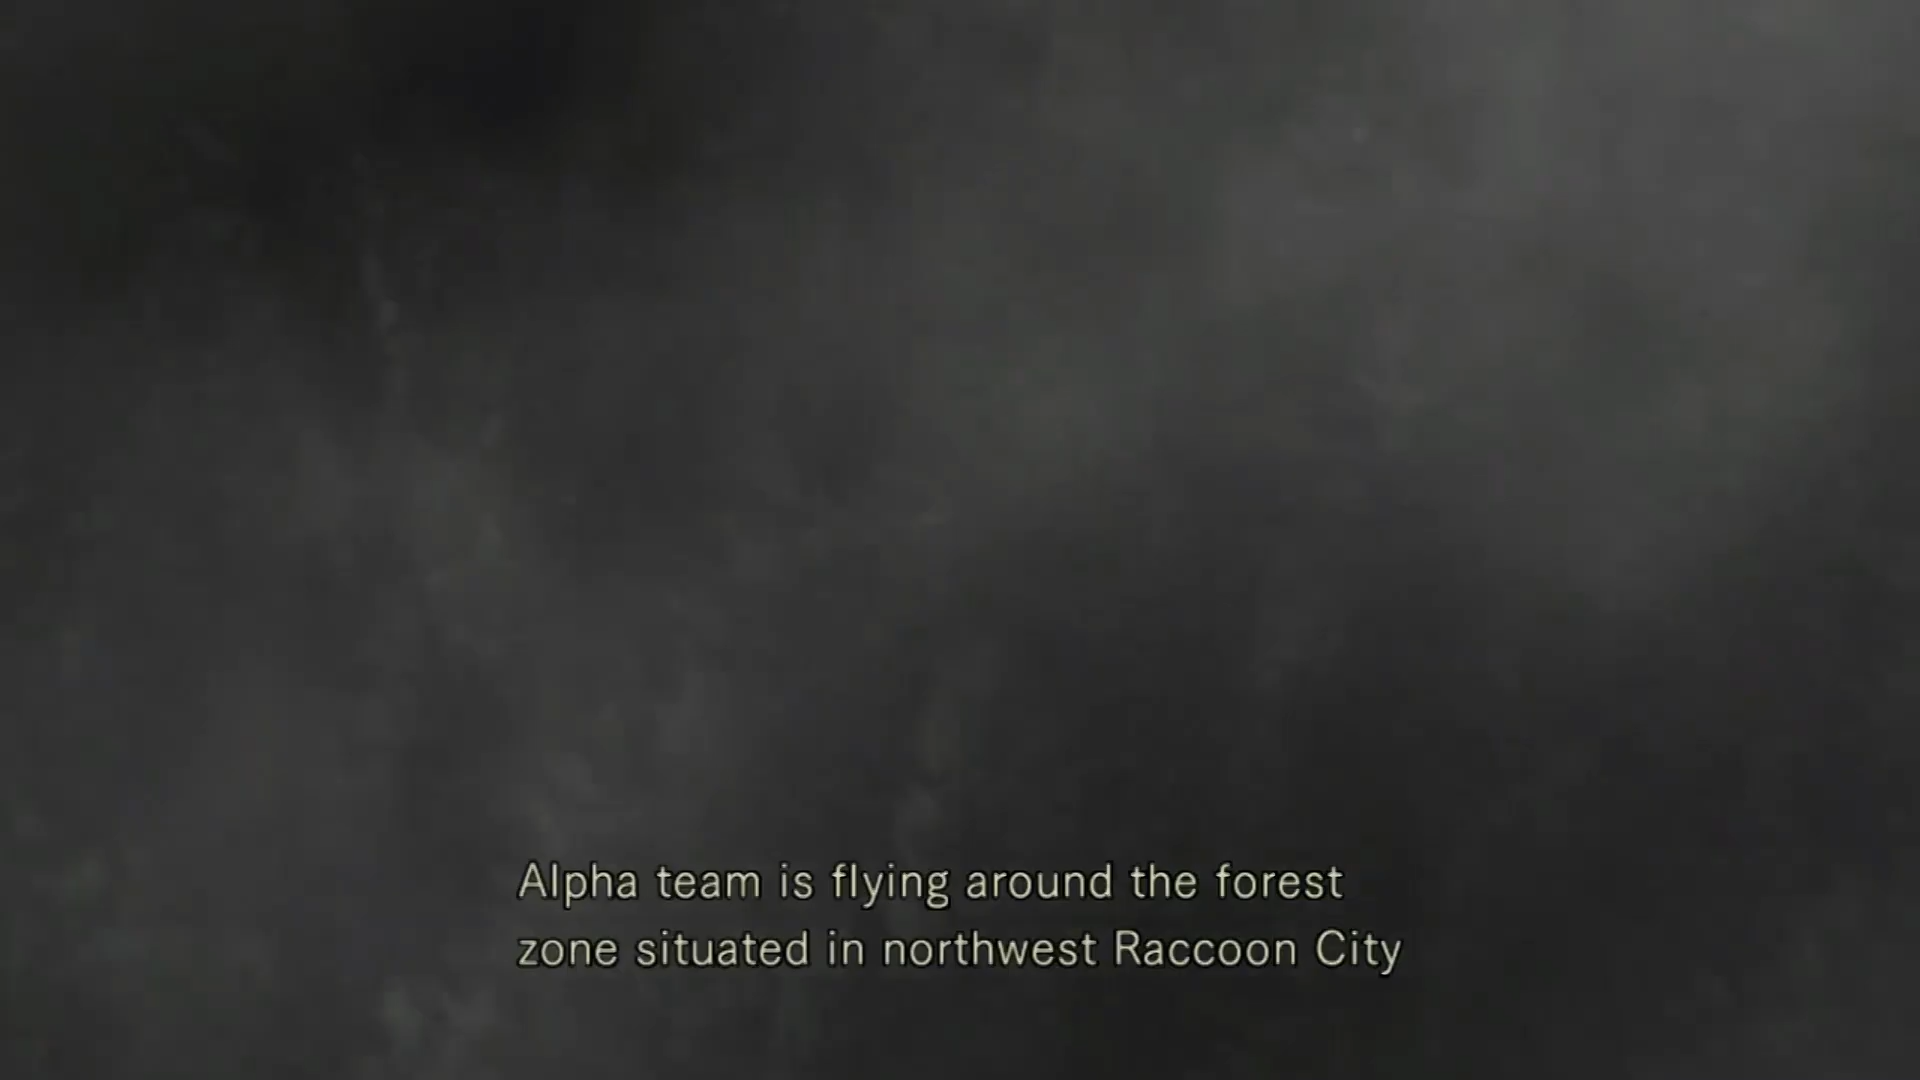 Alpha team is flying around the forest
zone situated in northwest Raccoon City